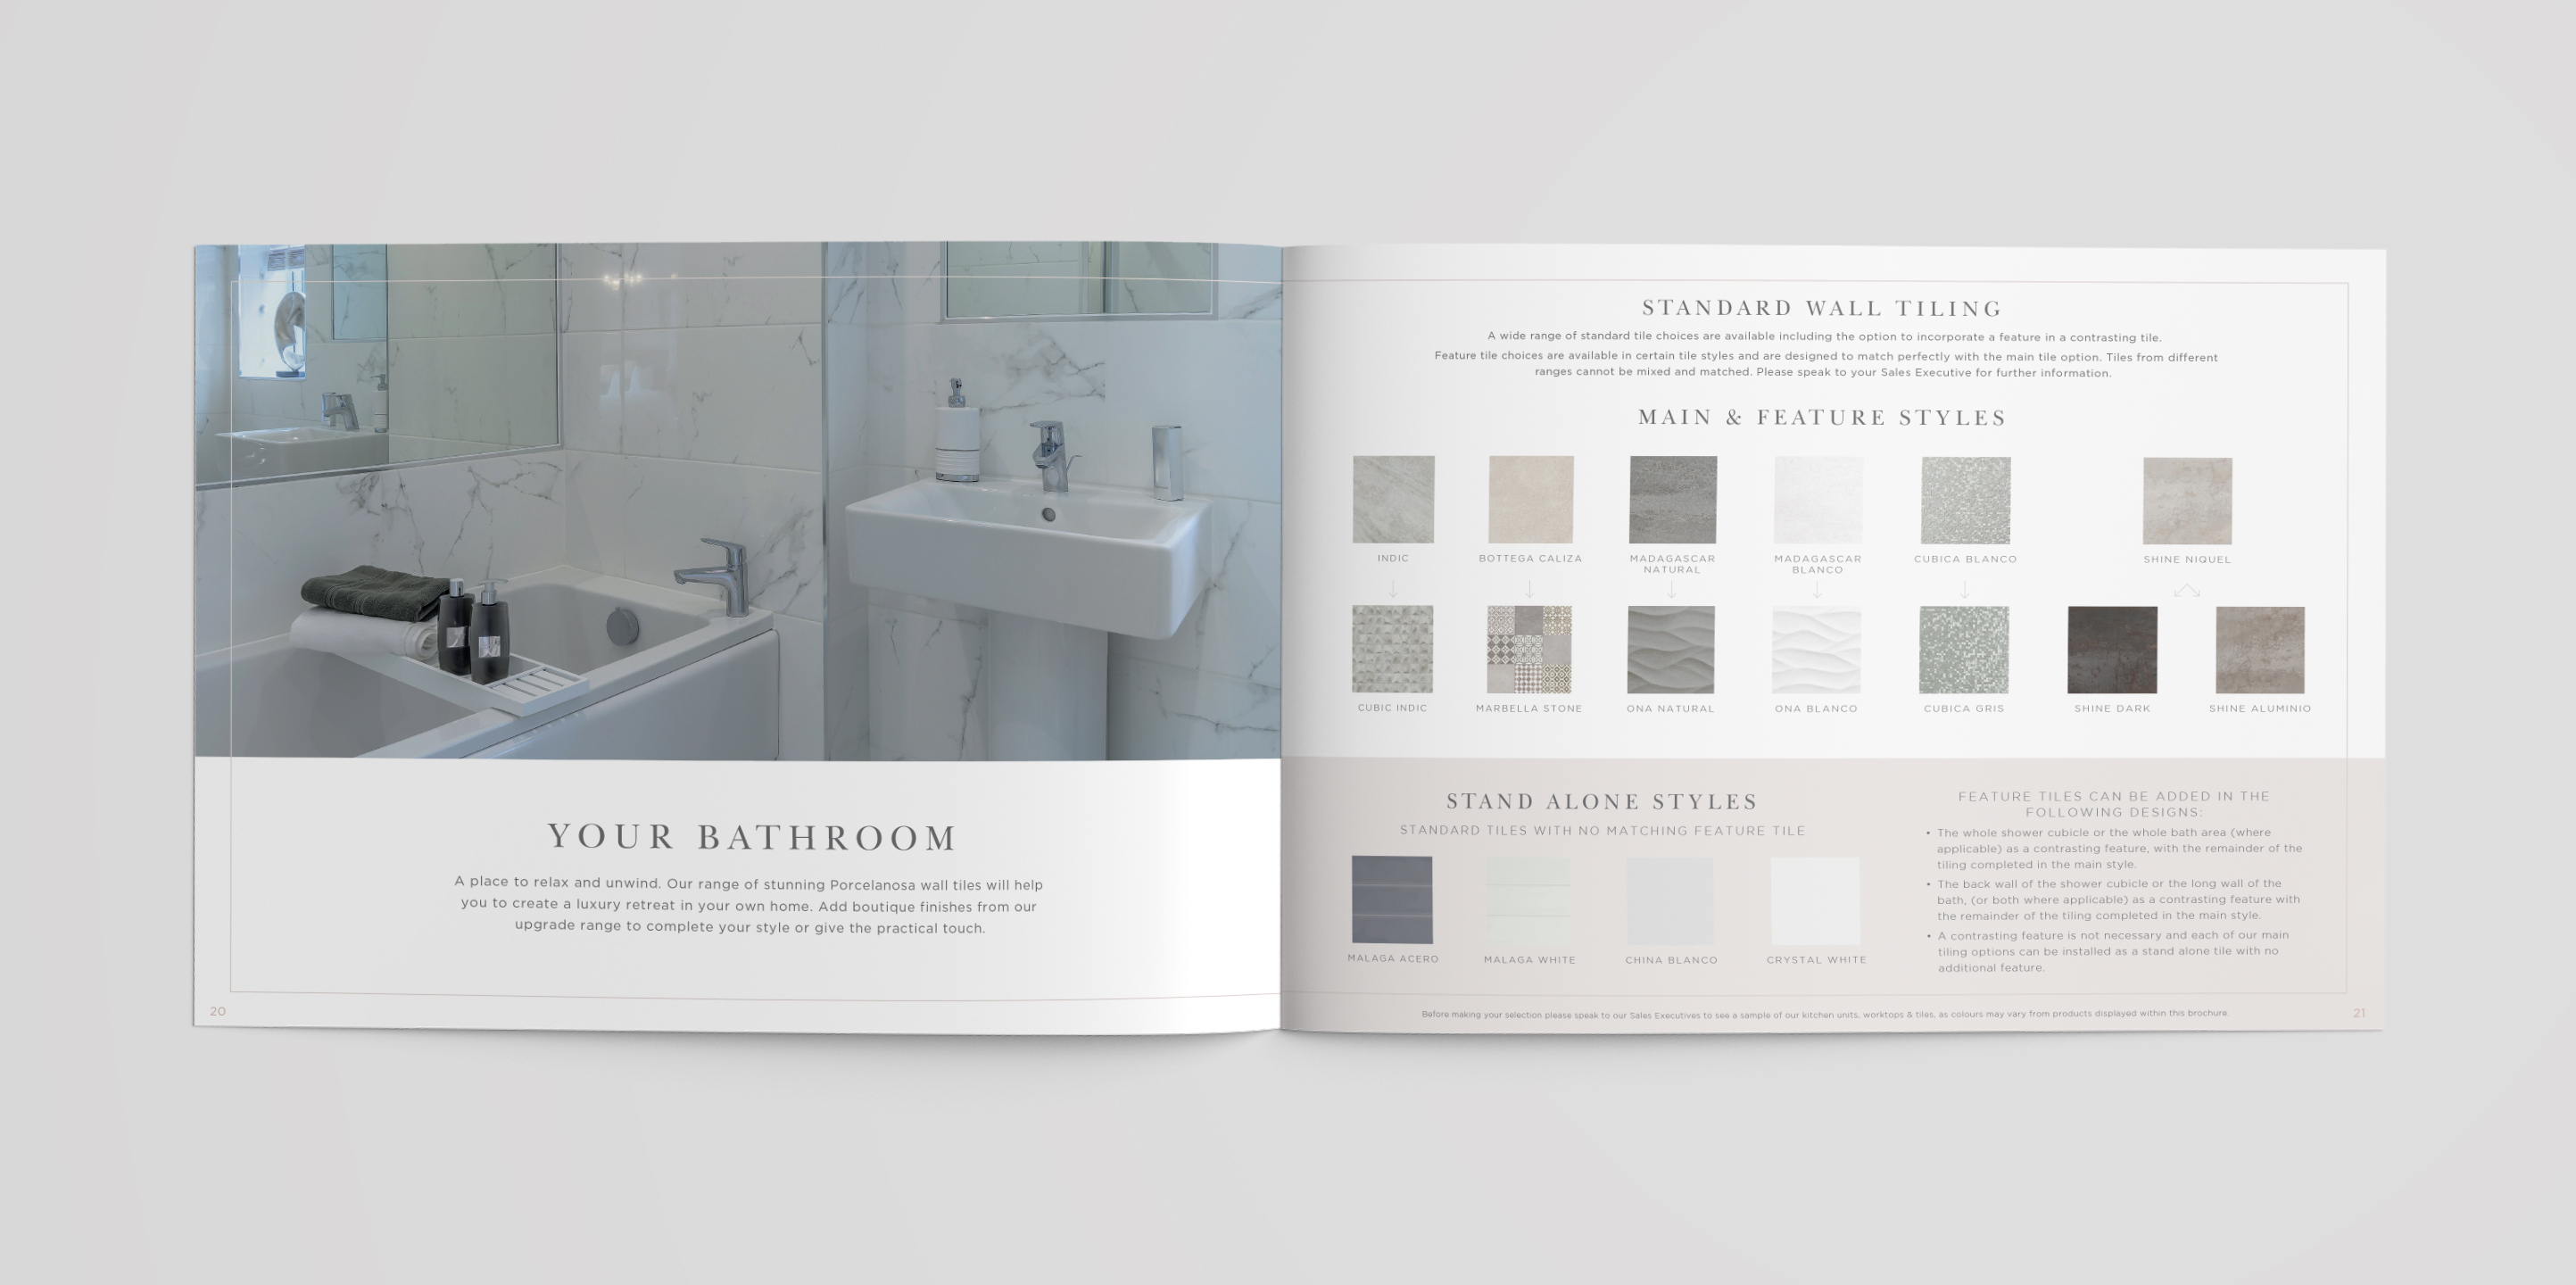 YOUR BATHROOM
A place to relax and unwind. Our range of stunning Porcelanosa wall tiles will help
you to create a luxury retreat in your own home. Add boutique finishes from our
upgrade range to complete your style or give the practical touch.
20
STANDARD WALL TILING
A wide range of standard tile choices are available including the option to incorporate a feature in a contrasting tile.
Feature tile choices are available in certain tile styles and are designed to match perfectly with the main tile option. Tiles from different
ranges cannot be mixed and matched. Please speak to your Sales Executive for further information.
MAIN & FEATURE STYLES
INDIC
BOTTEGA CALIZA
MADAGASCAR
NATURAL
MADAGASCAR
BLANCO
CUBICA BLANCO
SHINE NIQUEL
CUBIC INDIC
MARBELLA STONE
ONA NATURAL
ONA BLANCO
CUBICA GRIS
SHINE DARK
SHINE ALUMINIO
STAND ALONE STYLES
STANDARD TILES WITH NO MATCHING FEATURE TILE
MALAGA ACERO
MALAGA WHITE
CHINA BLANCO
CRYSTAL WHITE
FEATURE TILES CAN BE ADDED IN THE
FOLLOWING DESIGNS:
• The whole shower cubicle or the whole bath area (where
applicable) as a contrasting feature, with the remainder of the
tiling completed in the main style.
• The back wall of the shower cubicle or the long wall of the
bath, (or both where applicable) as a contrasting feature with
the remainder of the tiling completed in the main style.
• A contrasting feature is not necessary and each of our main
tiling options can be installed as a stand alone tile with no
additional feature.
Before making your selection please speak to our Sales Executives to see a sample of our kitchen units, worktops & tiles, as colours may vary from products displayed within this brochure.
21